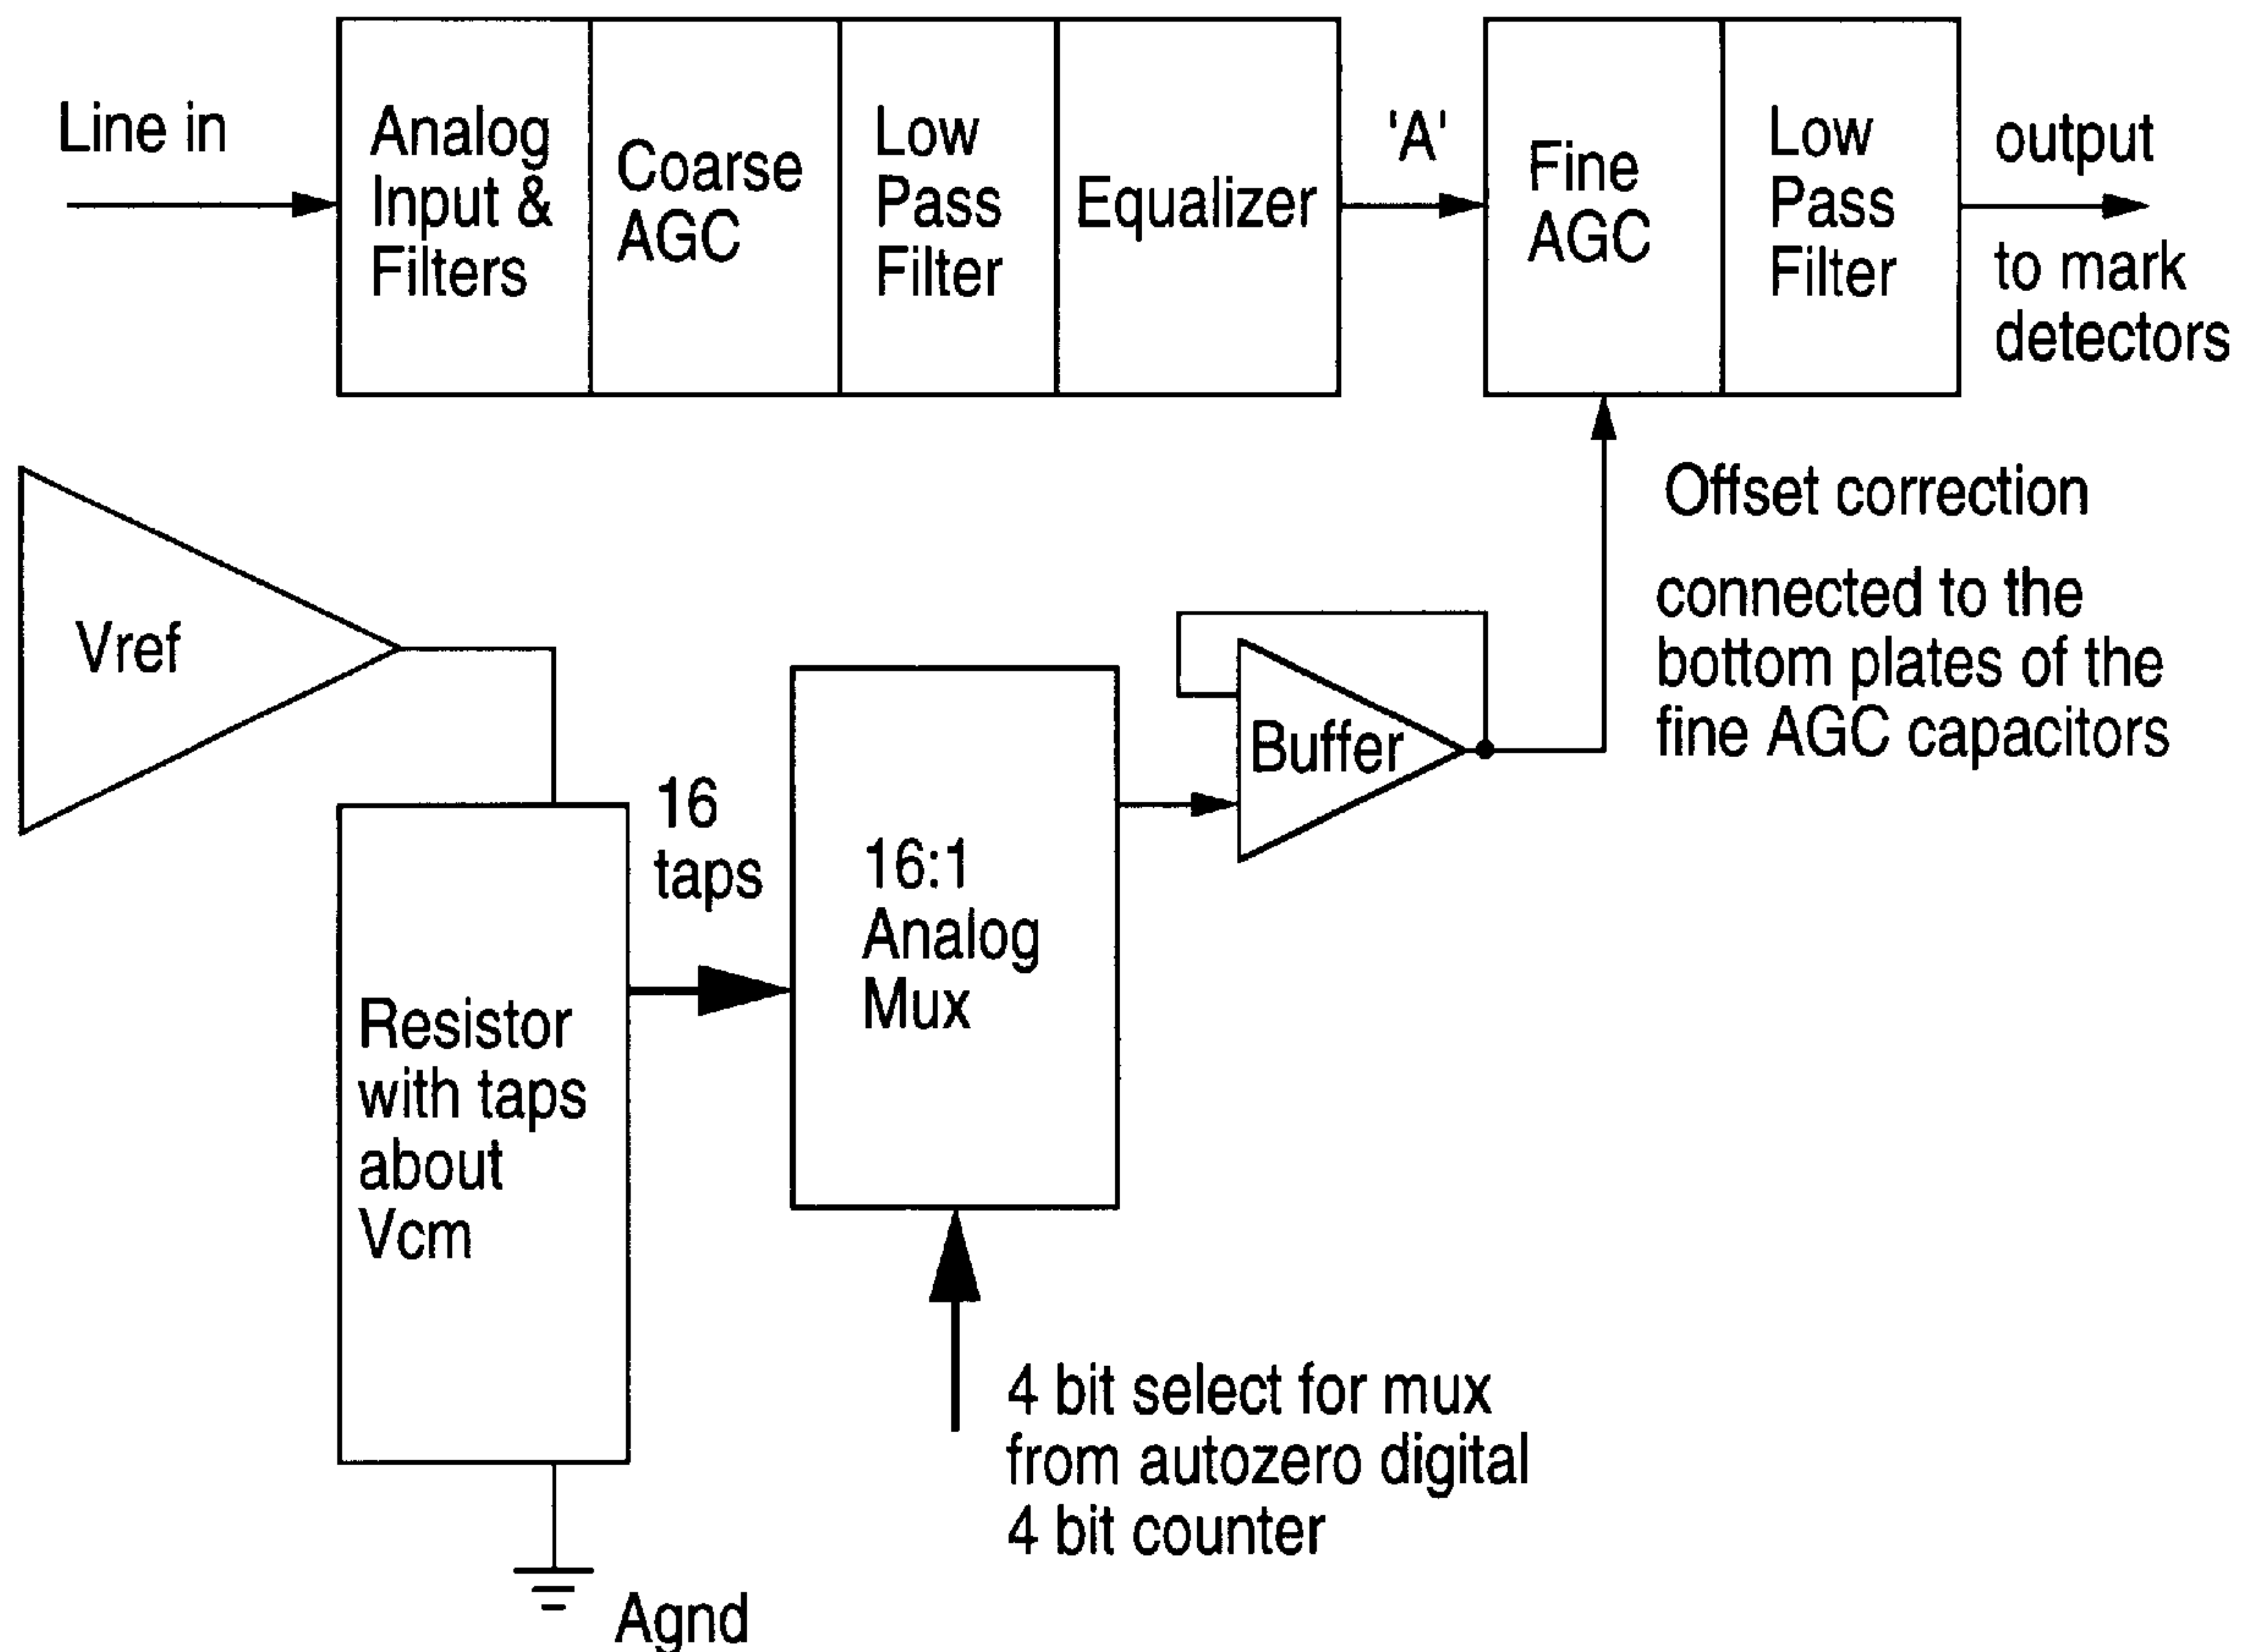 Line in
Analog
Input &
Filters
Coarse
AGC
Low
Pass
Filter
Equalizer
'A'
Fine
AGC
Low
Pass
Filter
output
to mark
detectors
Vref
Offset correction
connected to the
bottom plates of the
fine AGC capacitors
Buffer
16
taps
16:1
Analog
Mux
Resistor
with taps
about
Vcm
4 bit select for mux
from autozero digital
4 bit counter
Agnd